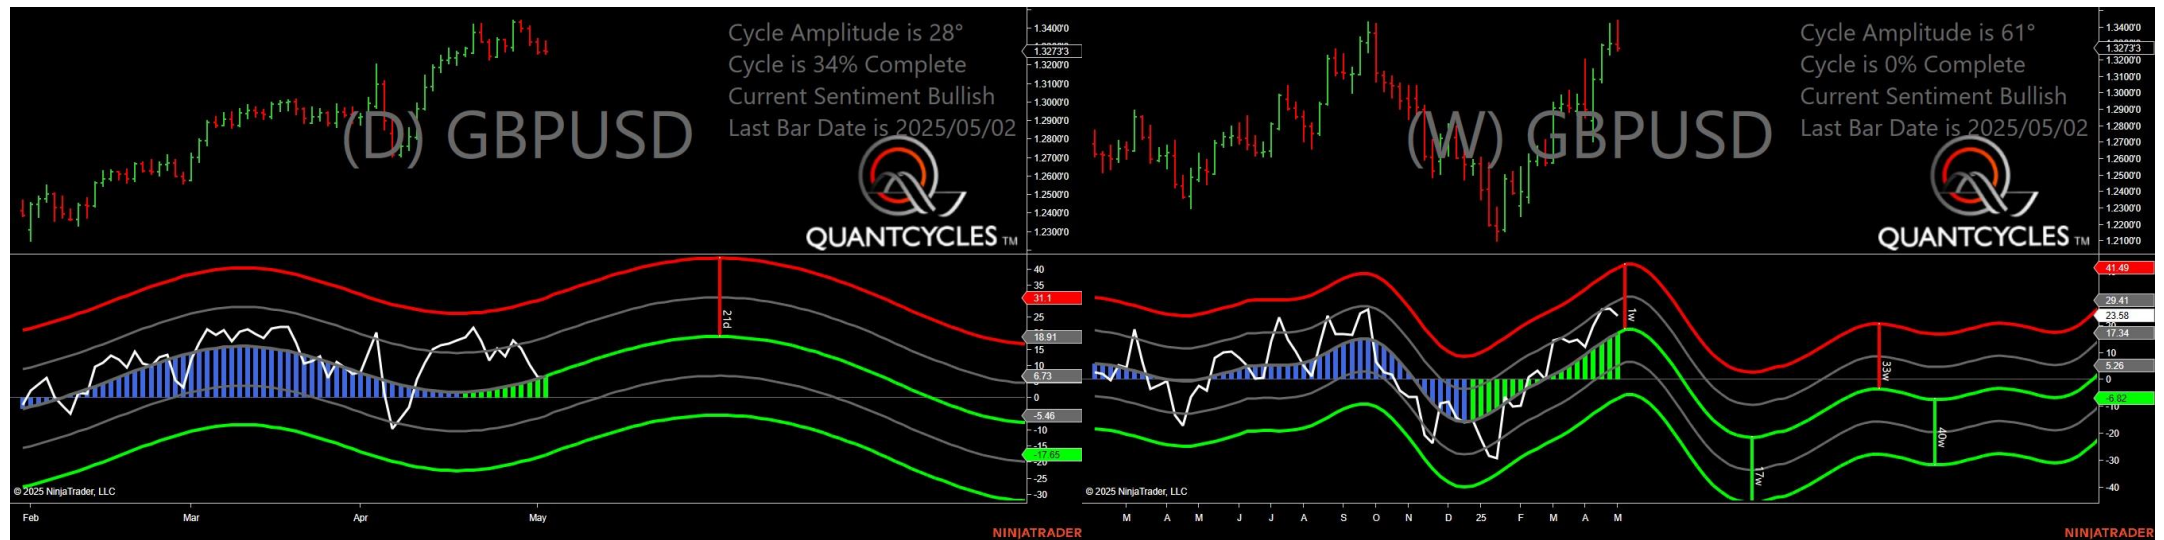 Cycle Amplitude is 28°
Cycle is 34% Complete
Current Sentiment Bullish
Last Bar Date is 2025/05/02
(D) GBPUSD
QUANTCYCLES TM
1.3400'0
1.3273'3
1.3200'0
1.3100'0
1.3000'0
1.2900'0
1.2800'0
1.2700'0
1.2600'0
1.2500'0
1.2400'0
1.2300'0
21d
40
35
31.1
25
18.91
15
10
6.73
0
-5.46
-10
-15
-17.65
-20
-25
-30
© 2025 NinjaTrader, LLC
Feb Mar Apr May
NINJATRADER
Cycle Amplitude is 61°
Cycle is 0% Complete
Current Sentiment Bullish
Last Bar Date is 2025/05/02
(W) GBPUSD
QUANTCYCLES TM
1.3400'0
1.3273'3
1.3200'0
1.3100'0
1.3000'0
1.2900'0
1.2800'0
1.2700'0
1.2600'0
1.2500'0
1.2400'0
1.2300'0
1.2200'0
1.2100'0
1w
33w
17w
40w
41.49
29.41
23.58
17.34
10
5.26
0
-6.82
-10
-20
-30
-40
© 2025 NinjaTrader, LLC
M A M J J A S O N D 25 F M A M
NINJATRADER